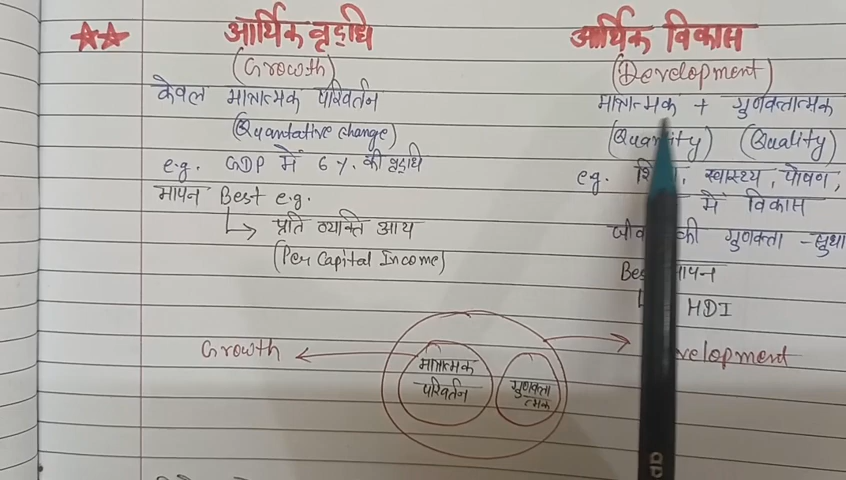 आर्थिक वृद्धि
(Growth)
केवल मात्रात्मक परिवर्तन
(Quantative change)
e.g. GDP में 6 %. की वृद्धि
मापन Best e.g.
प्रति व्यक्ति आय
(Per Capital Income)
आर्थिक विकास
(Development)
मात्रात्मक + गुणवत्तात्मक
(Quantity) (Quality)
e.g. स्वास्थ्य, पोषण,
में विकास
की गुणवत्ता -
HDI
Growth
मात्रात्मक
परिवर्तन
गुणवत्ता
त्मक